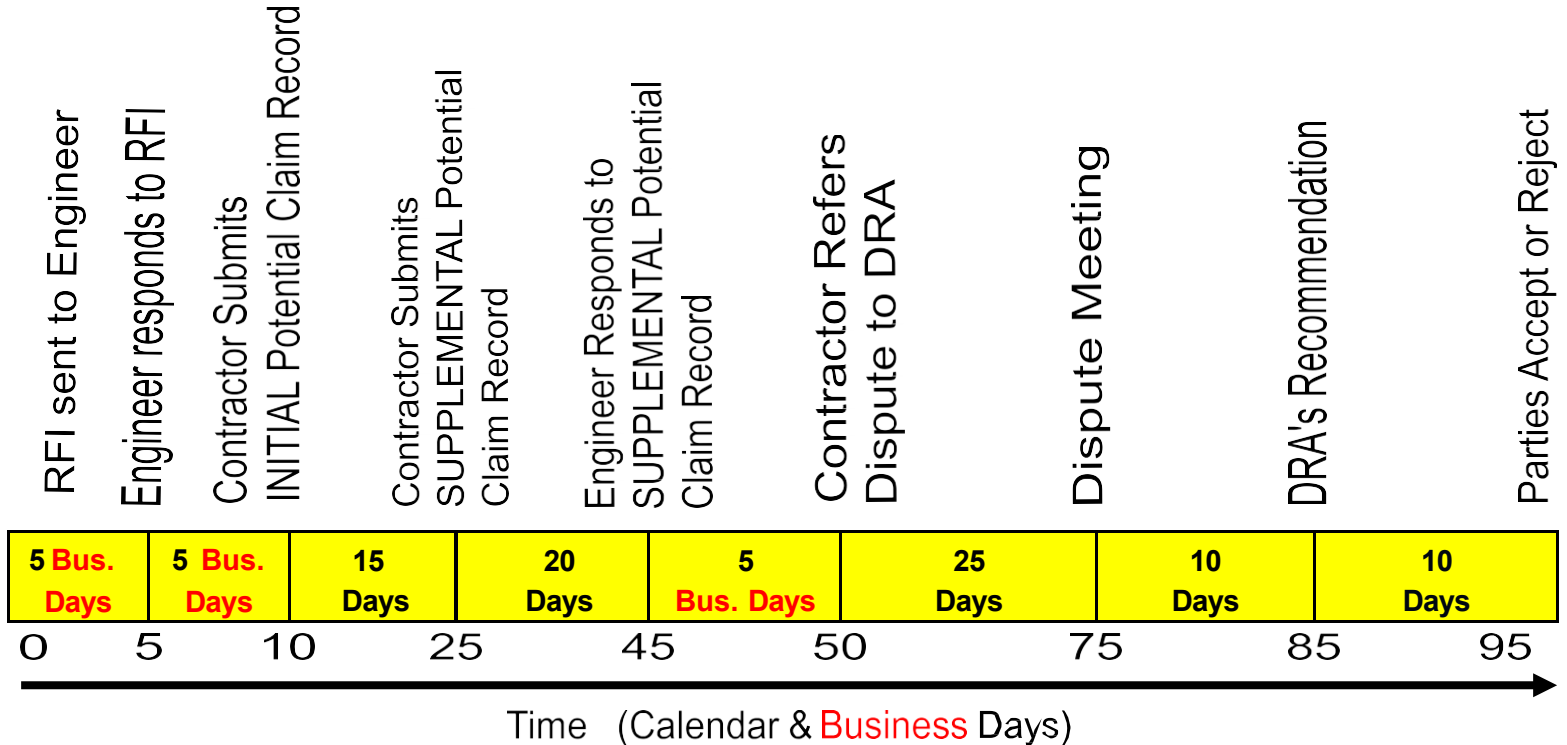 RFI sent to Engineer
Engineer responds to RFI
Contractor Submits
INITIAL Potential Claim Record
Contractor Submits
SUPPLEMENTAL Potential
Claim Record
Engineer Responds to
SUPPLEMENTAL Potential
Claim Record
Contractor Refers
Dispute to DRA
Dispute Meeting
DRA's Recommendation
Parties Accept or Reject
5 Bus.
Days
5 Bus.
Days
15
Days
20
Days
5
Bus. Days
25
Days
10
Days
10
Days
0 5 10 25 45 50 75 85 95
Time (Calendar & Business Days)